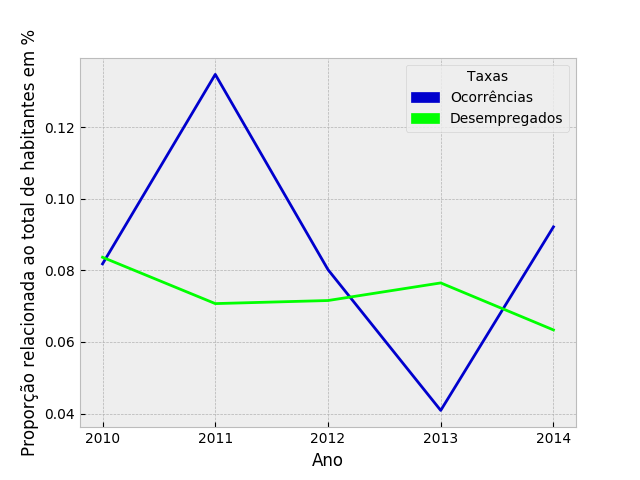 Proporção relacionada ao total de habitantes em %
Taxas
Ocorrências
Desempregados
0.12
0.10
0.08
0.06
0.04
2010 2011 2012 2013 2014
Ano